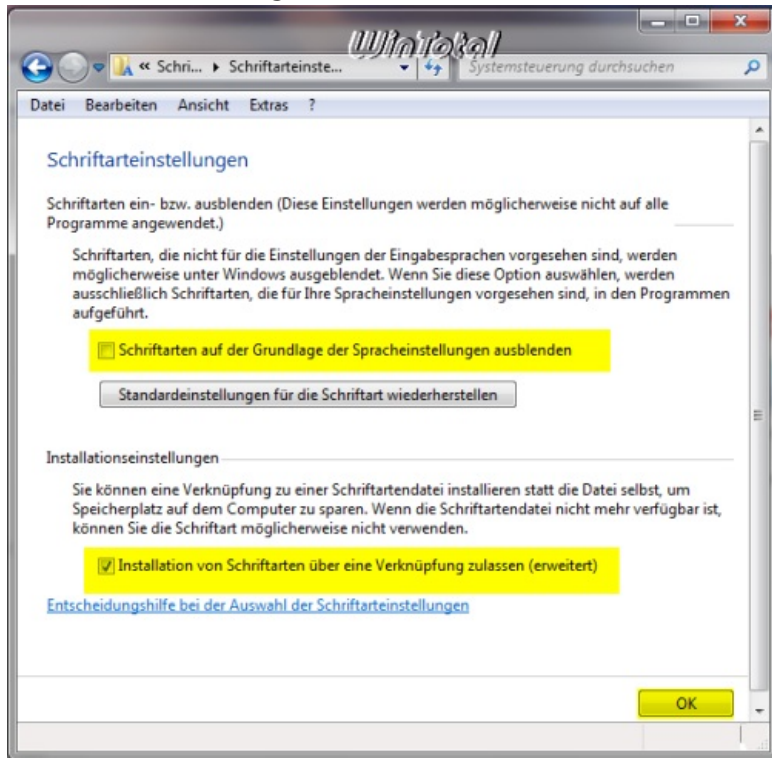 WinTotal
« Schri... ▸ Schriftarteinste...
Systemsteuerung durchsuchen
Datei Bearbeiten Ansicht Extras ?
Schriftarteinstellungen
Schriftarten ein- bzw. ausblenden (Diese Einstellungen werden möglicherweise nicht auf alle
Programme angewendet.)
Schriftarten, die nicht für die Einstellungen der Eingabesprachen vorgesehen sind, werden
möglicherweise unter Windows ausgeblendet. Wenn Sie diese Option auswählen, werden
ausschließlich Schriftarten, die für Ihre Spracheinstellungen vorgesehen sind, in den Programmen
aufgeführt.
Schriftarten auf der Grundlage der Spracheinstellungen ausblenden
Standardeinstellungen für die Schriftart wiederherstellen
Installationseinstellungen
Sie können eine Verknüpfung zu einer Schriftartendatei installieren statt die Datei selbst, um
Speicherplatz auf dem Computer zu sparen. Wenn die Schriftartendatei nicht mehr verfügbar ist,
können Sie die Schriftart möglicherweise nicht verwenden.
Installation von Schriftarten über eine Verknüpfung zulassen (erweitert)
Entscheidungshilfe bei der Auswahl der Schriftarteinstellungen
OK